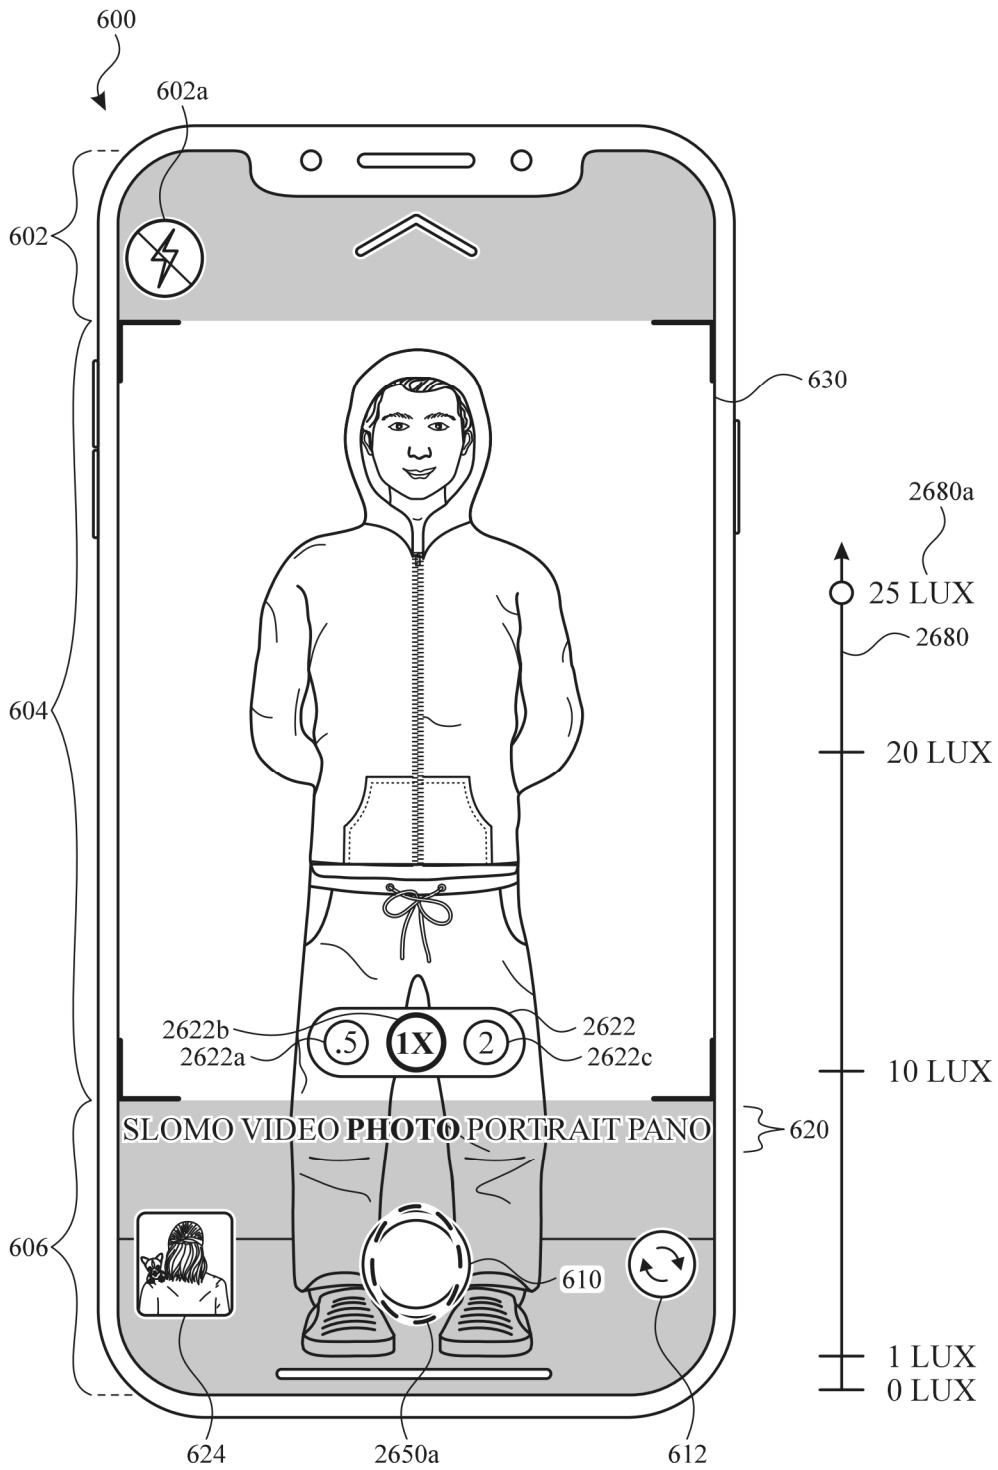 600
602a
602
630
2680a
25 LUX
2680
604
20 LUX
2622b
2622
.5
1X
2
2622a
2622c
10 LUX
SLOMO VIDEO PHOTO PORTRAIT PANO
620
606
610
1 LUX
0 LUX
624
2650a
612